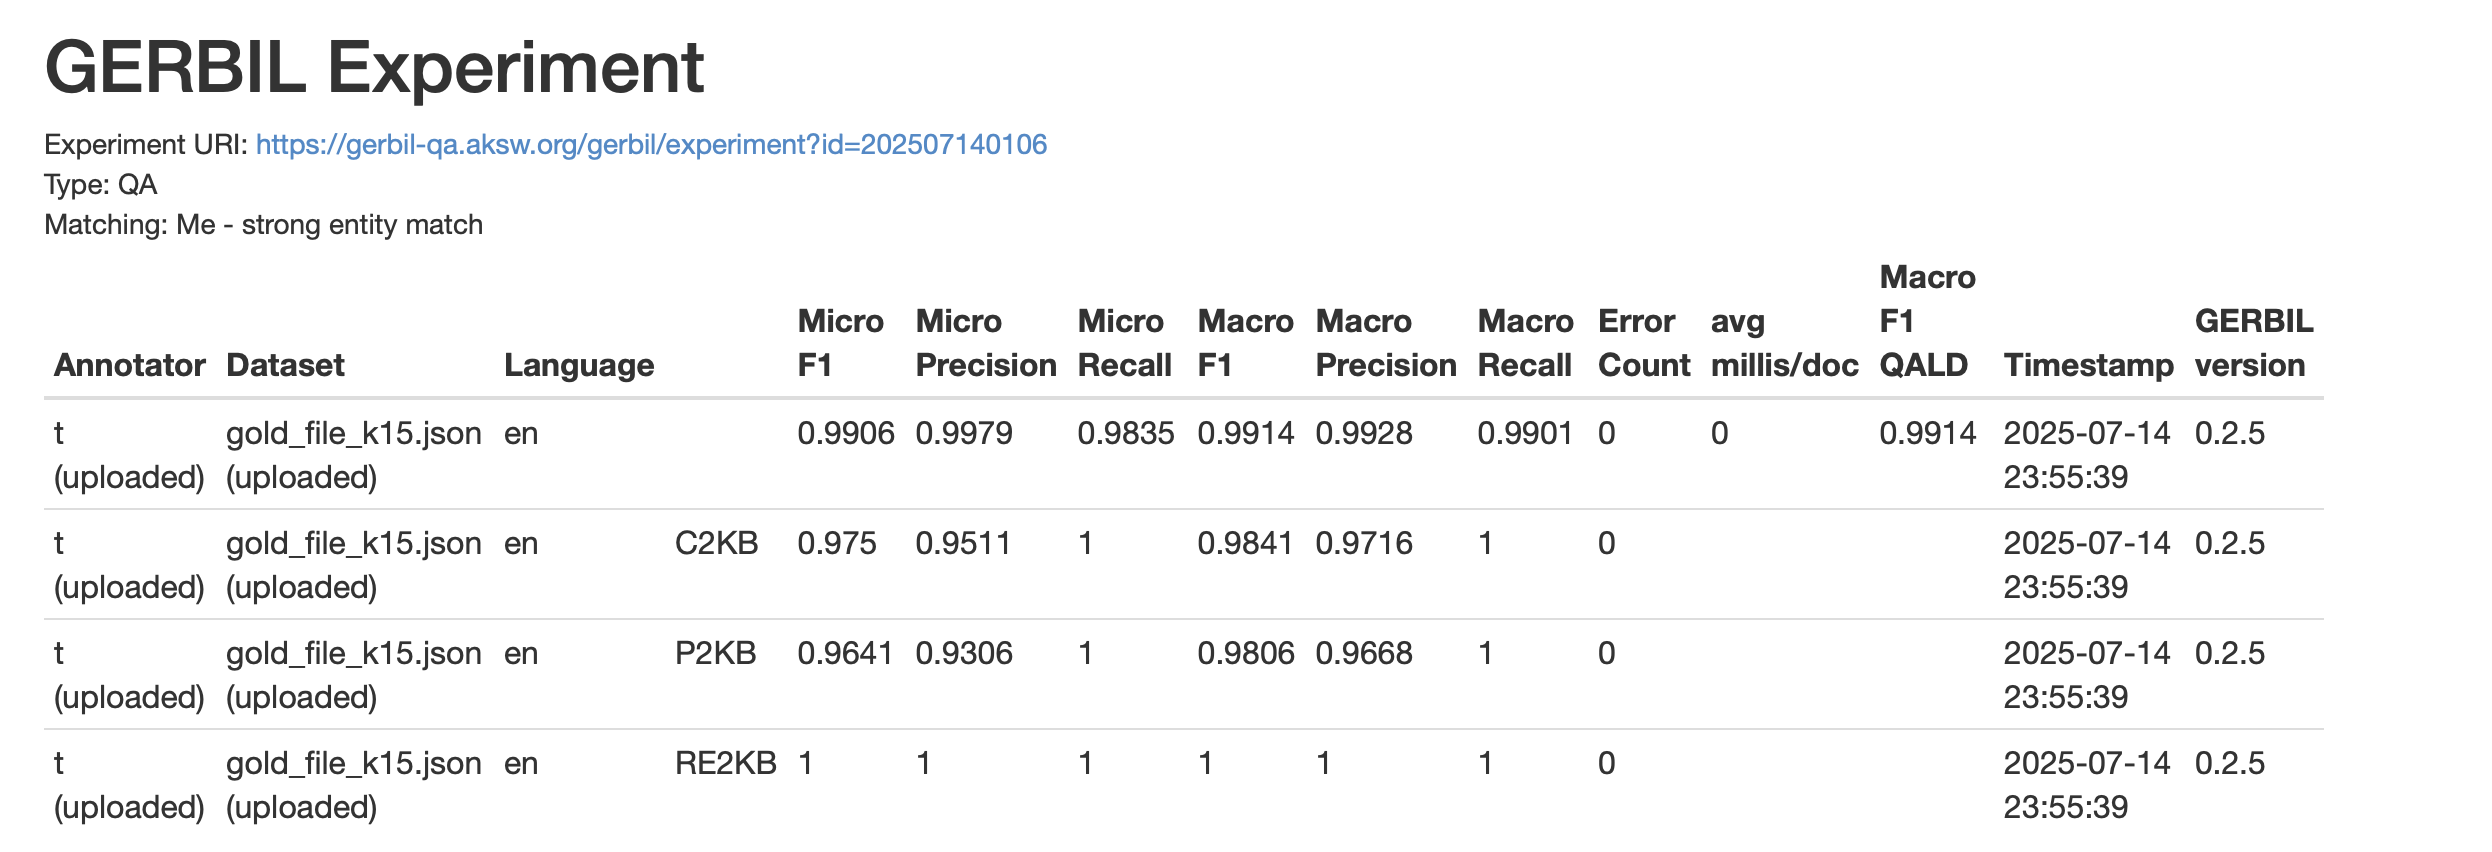 GERBIL Experiment
Experiment URI: https://gerbil-qa.aksw.org/gerbil/experiment?id=202507140106
Type: QA
Matching: Me - strong entity match
Annotator Dataset Language Micro F1 Micro Precision Micro Recall Macro F1 Macro Precision Macro Recall Error Count avg millis/doc Macro F1 QALD Timestamp GERBIL version
t gold_file_k15.json en 0.9906 0.9979 0.9835 0.9914 0.9928 0.9901 0 0 0.9914 2025-07-14 0.2.5
(uploaded) (uploaded) 23:55:39
t gold_file_k15.json en C2KB 0.975 0.9511 1 0.9841 0.9716 1 0 2025-07-14 0.2.5
(uploaded) (uploaded) 23:55:39
t gold_file_k15.json en P2KB 0.9641 0.9306 1 0.9806 0.9668 1 0 2025-07-14 0.2.5
(uploaded) (uploaded) 23:55:39
t gold_file_k15.json en RE2KB 1 1 1 1 1 1 0 2025-07-14 0.2.5
(uploaded) (uploaded) 23:55:39